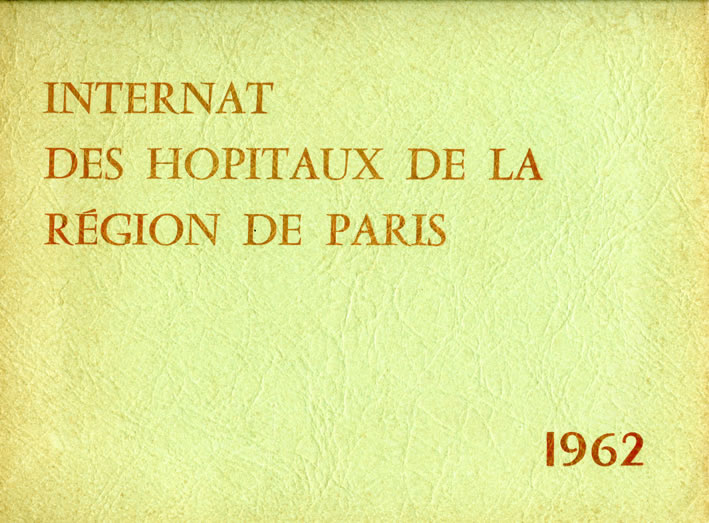 INTERNAT
DES HOPITAUX DE LA
RÉGION DE PARIS
1962